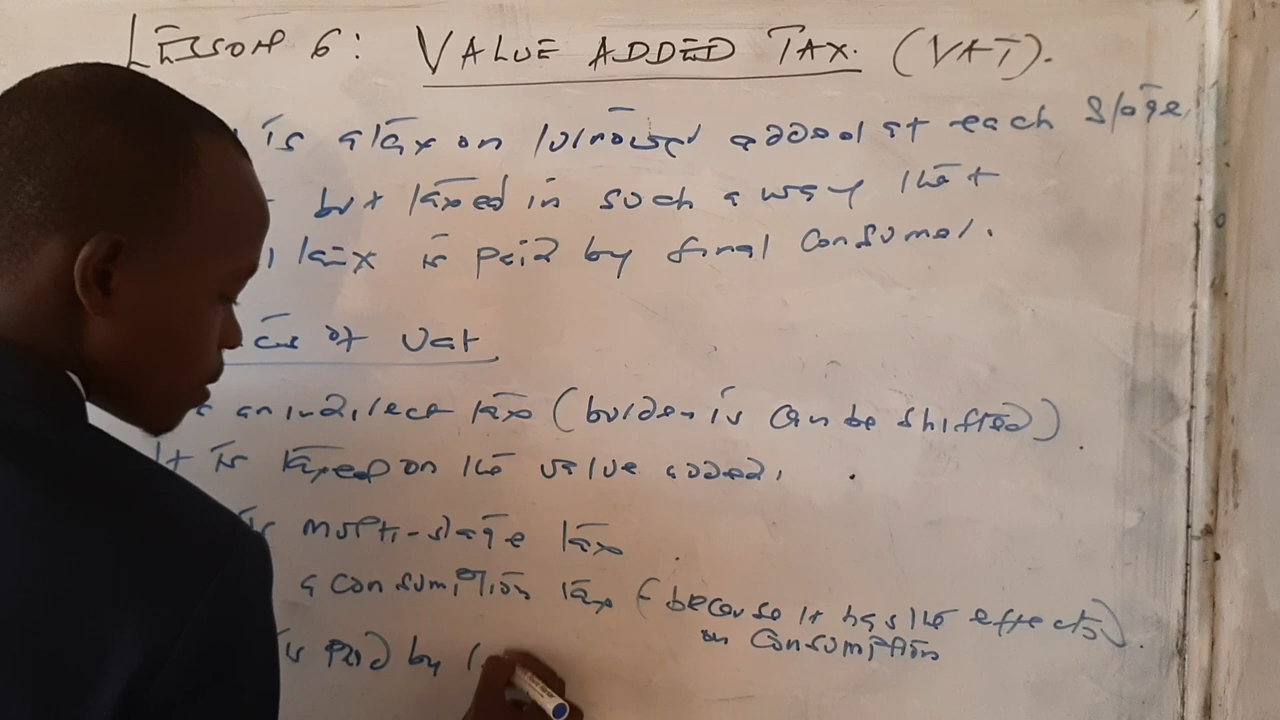 LESSON 6: VALUE ADDED TAX. (VAT).
is a tax on added at each stage
but taxed in such a way that
tax is paid by final consumer.
of Vat
an indirect tax (burden is can be shifted)
It is taxed on the value added.
is multi-stage tax
a consumption tax (because it has the effects
on consumption).
is paid by